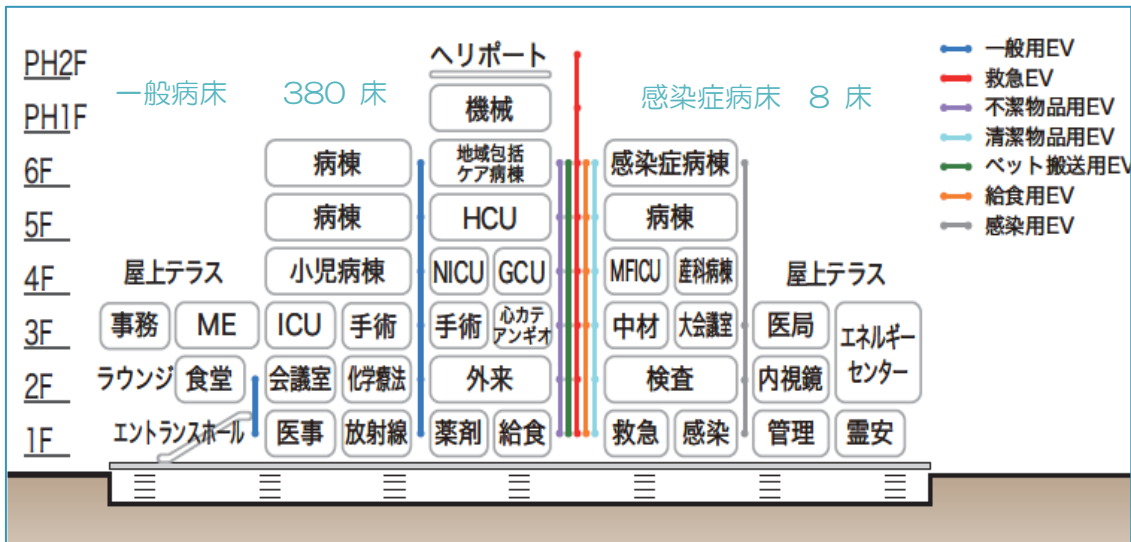 PH2F
ヘリポート
一般病床 380 床
感染症病床 8 床
PH1F
機械
6F
病棟
地域包括
ケア病棟
感染症病棟
5F
病棟
HCU
病棟
4F
屋上テラス
小児病棟
NICU
GCU
MFICU
産科病棟
屋上テラス
3F
事務
ME
ICU
手術
手術
心カテ
アンギオ
中材
大会議室
医局
エネルギー
センター
2F
ラウンジ
食堂
会議室
化学療法
外来
検査
内視鏡
1F
エントランスホール
医事
放射線
薬剤
給食
救急
感染
管理
霊安
一般用EV
救急EV
不潔物品用EV
清潔物品用EV
ベット搬送用EV
給食用EV
感染用EV